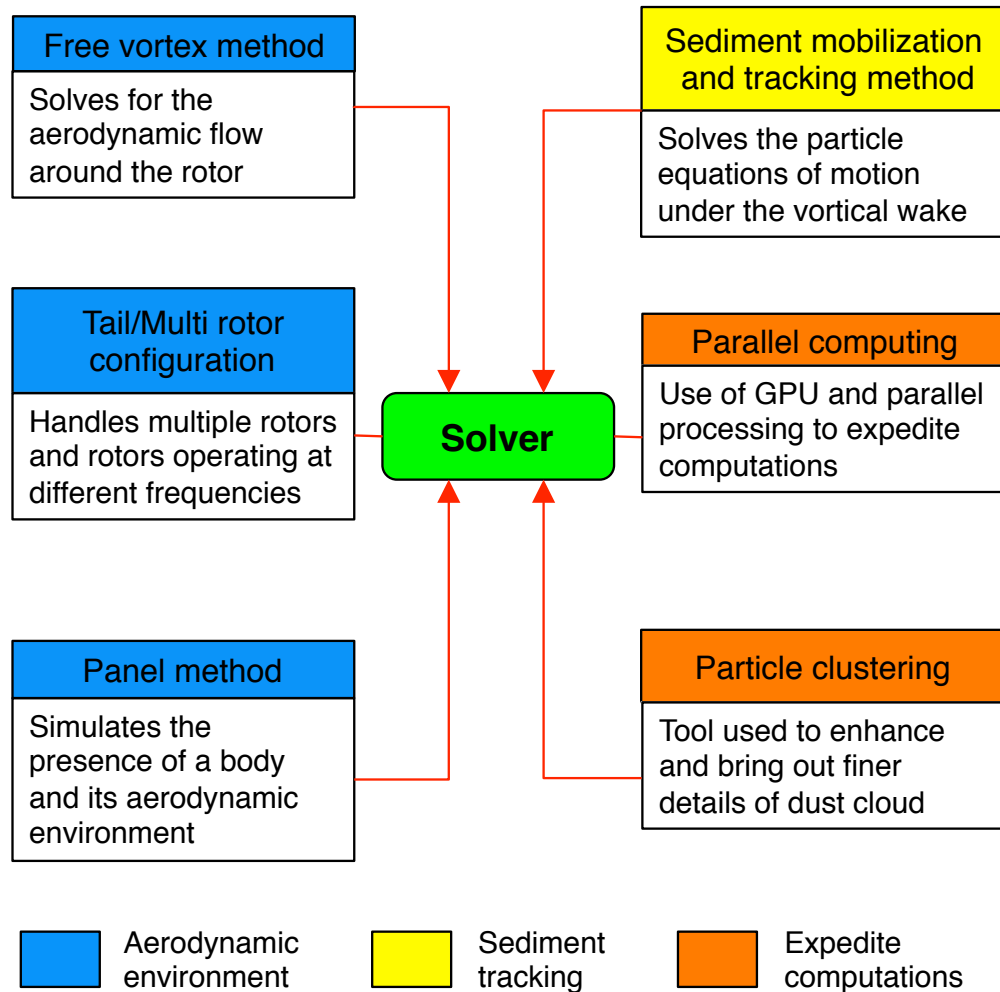 Free vortex method
Solves for the
aerodynamic flow
around the rotor
Sediment mobilization
and tracking method
Solves the particle
equations of motion
under the vortical wake
Tail/Multi rotor
configuration
Handles multiple rotors
and rotors operating at
different frequencies
Solver
Parallel computing
Use of GPU and parallel
processing to expedite
computations
Panel method
Simulates the
presence of a body
and its aerodynamic
environment
Particle clustering
Tool used to enhance
and bring out finer
details of dust cloud
Aerodynamic
environment
Sediment
tracking
Expedite
computations